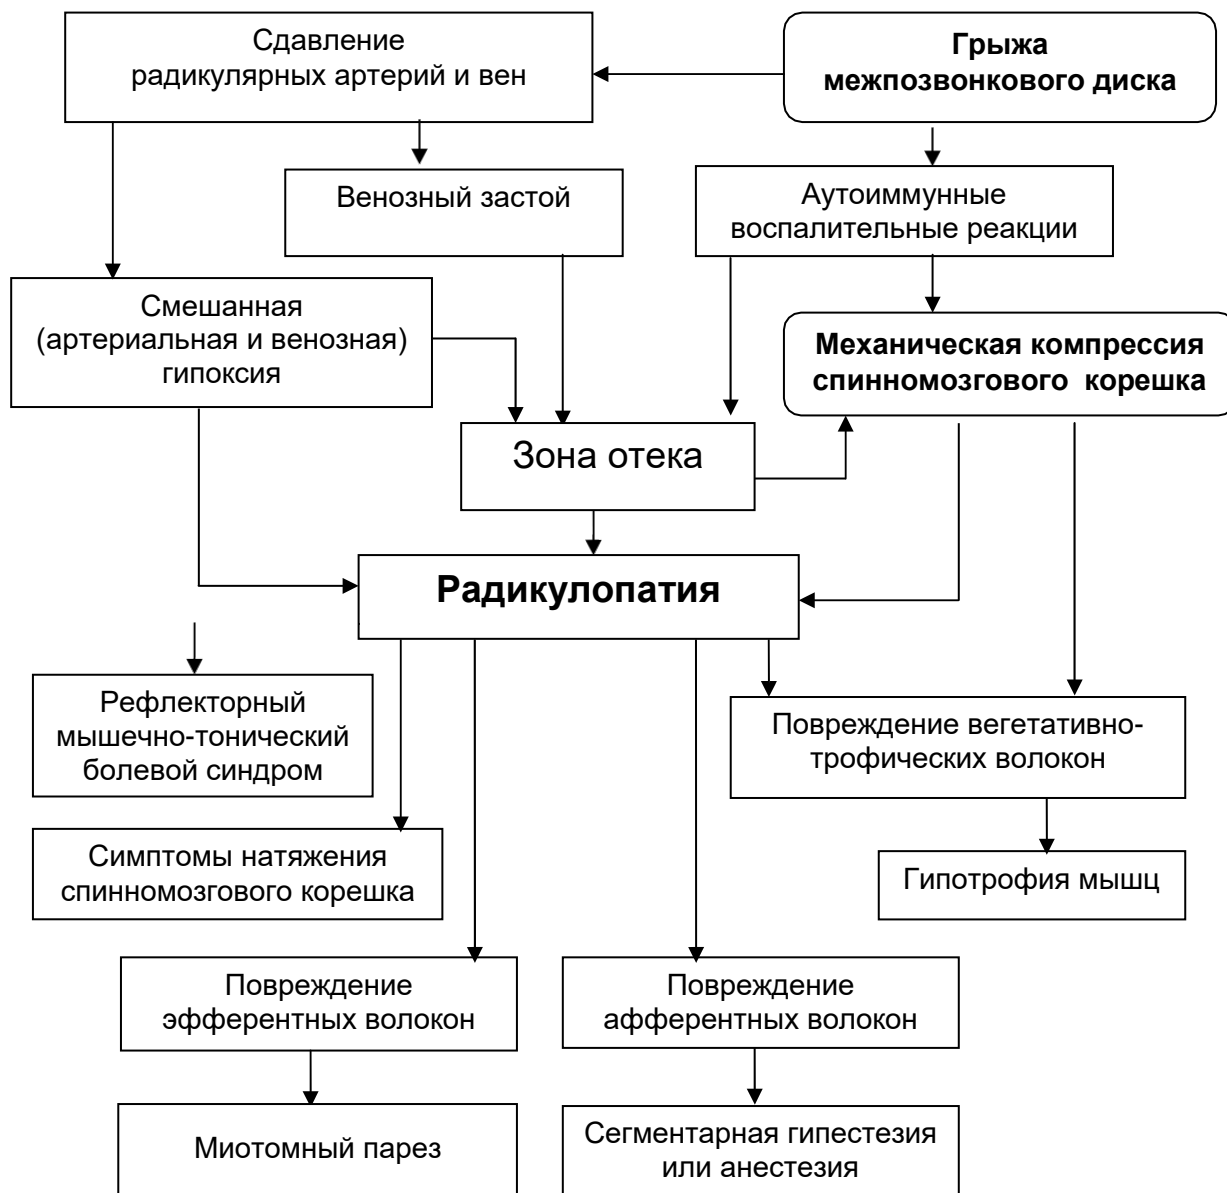 Сдавление
радикулярных артерий и вен
Грыжа
межпозвонкового диска
Венозный застой
Аутоиммунные
воспалительные реакции
Смешанная
(артериальная и венозная)
гипоксия
Механическая компрессия
спинномозгового корешка
Зона отека
Радикулопатия
Рефлекторный
мышечно-тонический
болевой синдром
Повреждение вегетативно-
трофических волокон
Симптомы натяжения
спинномозгового корешка
Гипотрофия мышц
Повреждение
эфферентных волокон
Повреждение
афферентных волокон
Миотомный парез
Сегментарная гипестезия
или анестезия